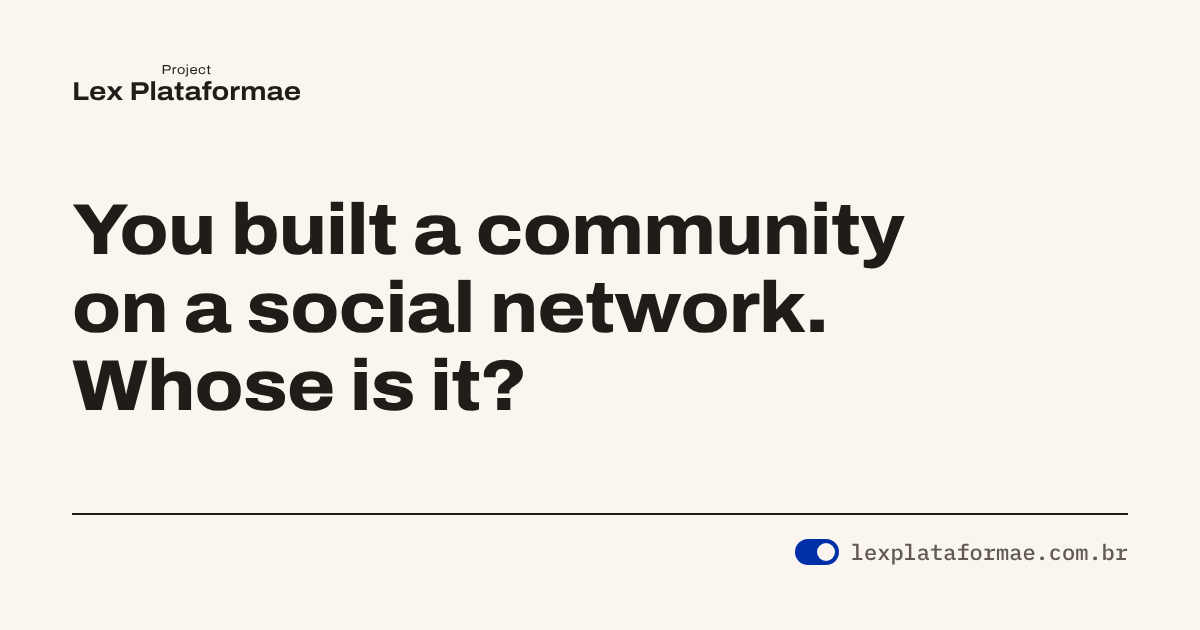 Project
Lex Plataformae
You built a community
on a social network.
Whose is it?
lexplataformae.com.br